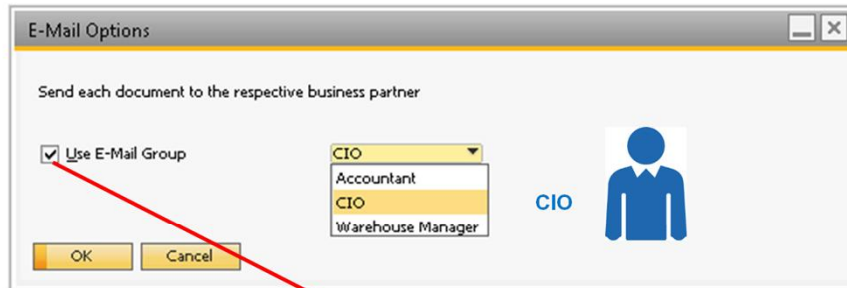 E-Mail Options
Send each document to the respective business partner
Use E-Mail Group
CIO
Accountant
CIO
Warehouse Manager
CIO
OK
Cancel